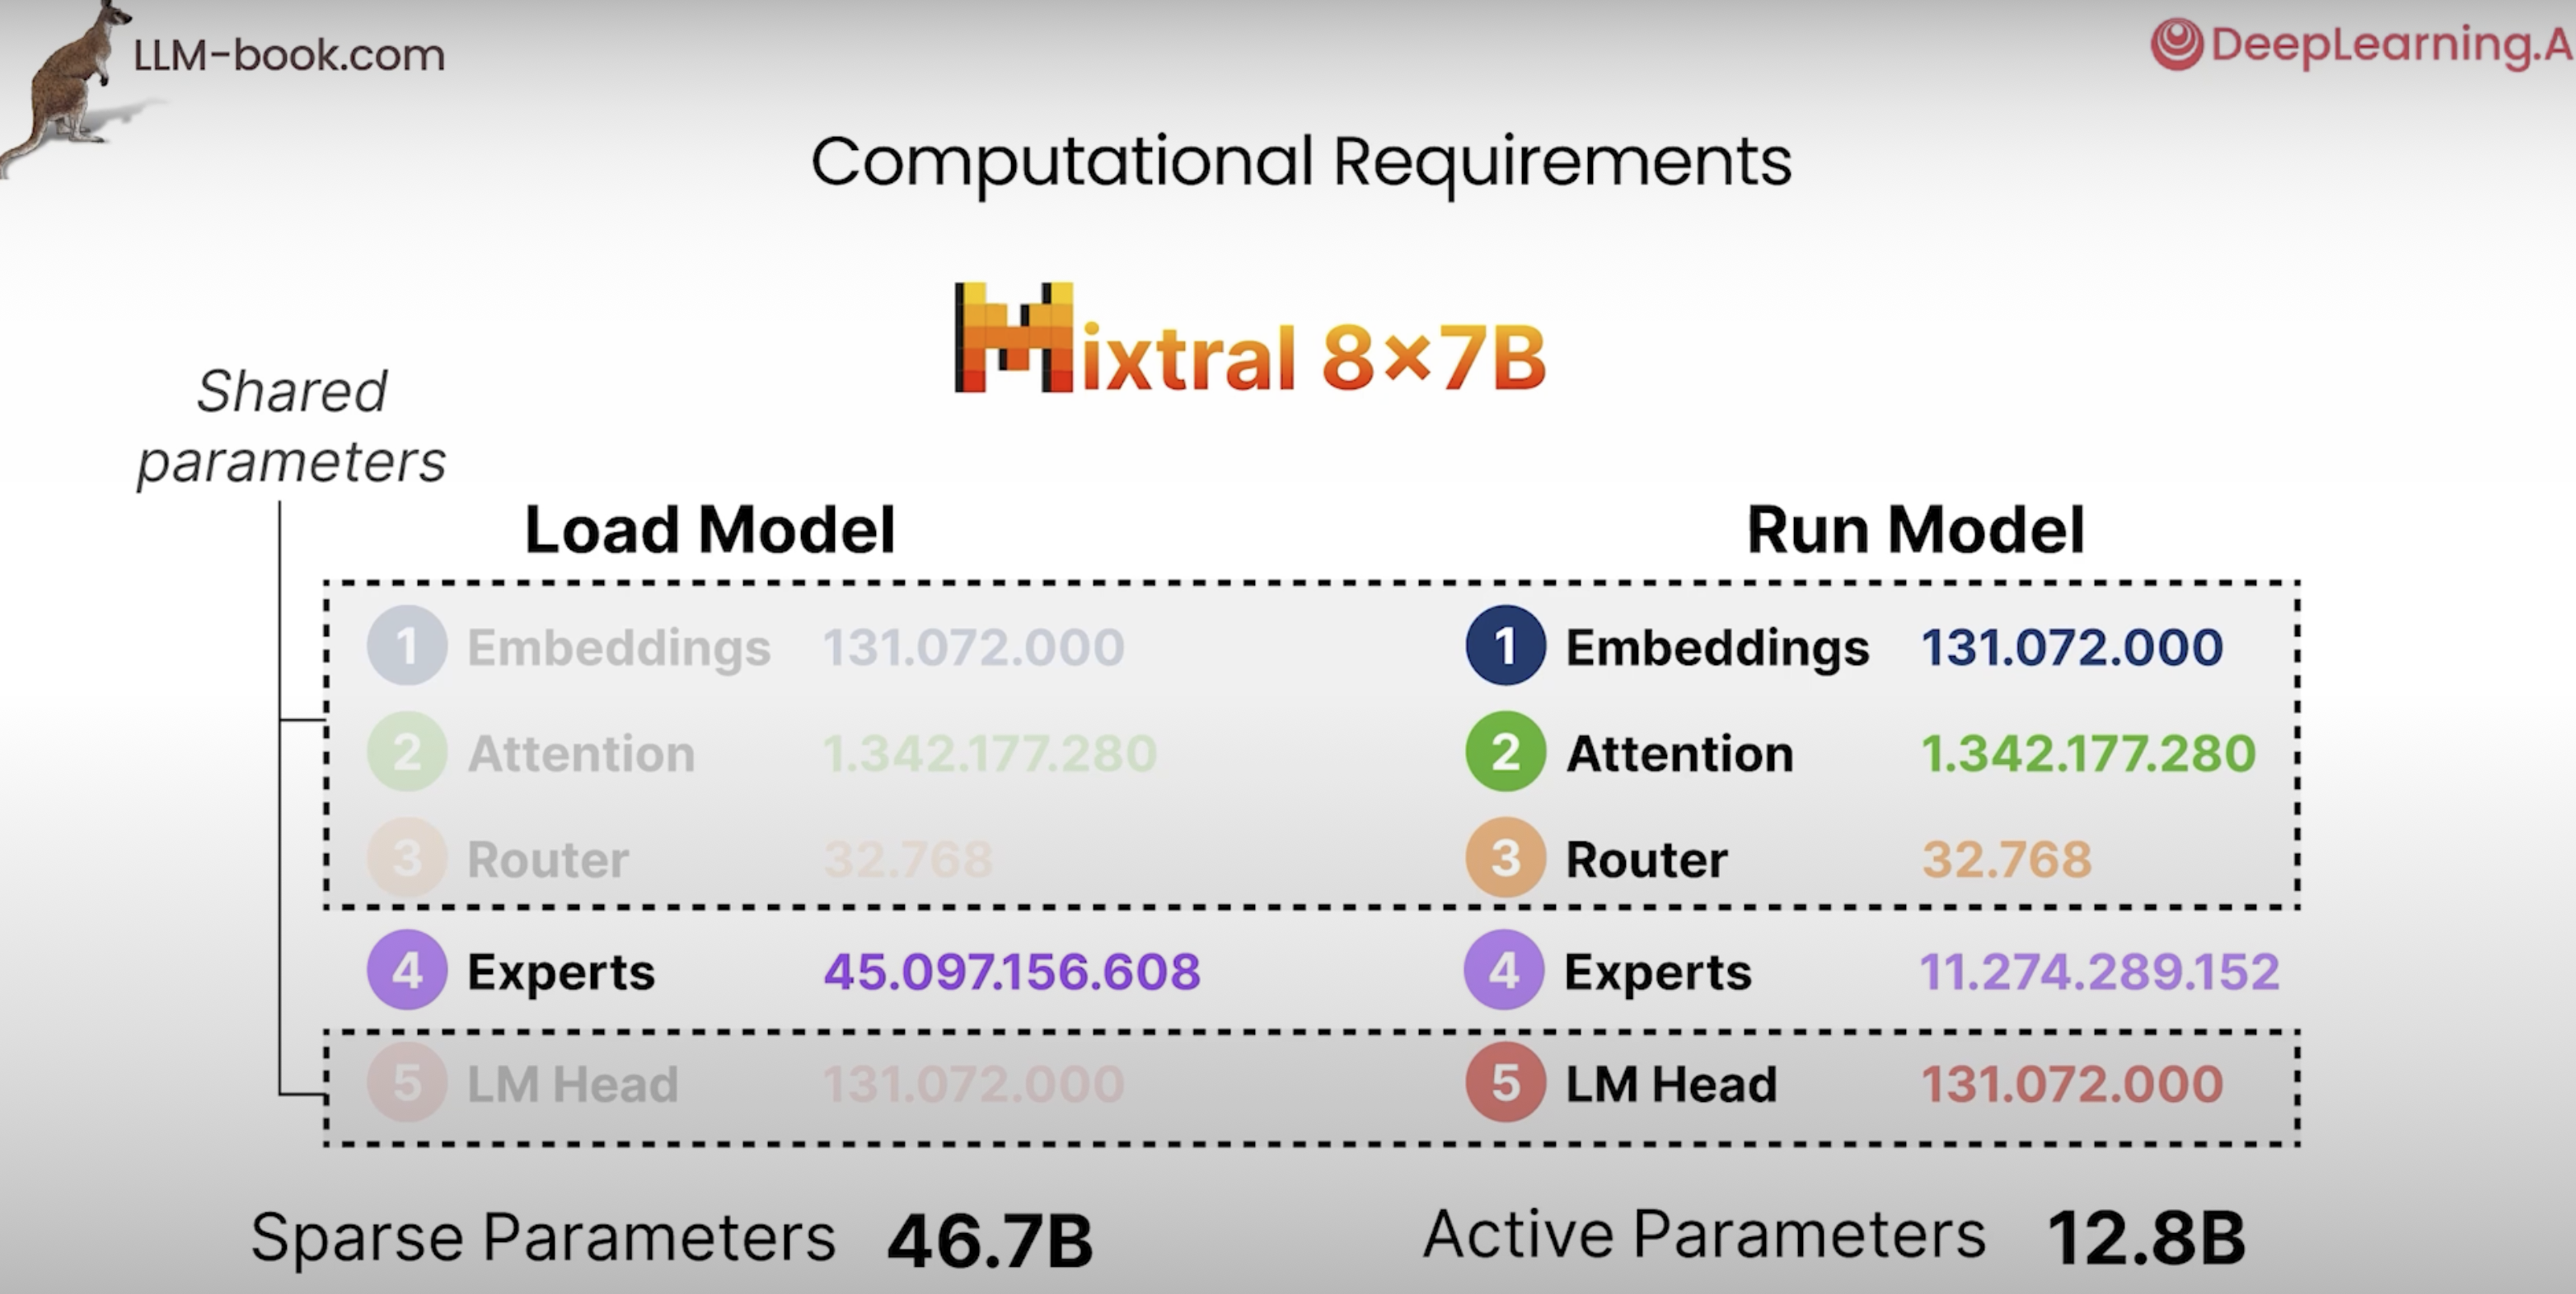 LLM-book.com
DeepLearning.A
Computational Requirements
Mixtral 8×7B
Shared
parameters
Load Model
Run Model
1 Embeddings 131.072.000
1 Embeddings 131.072.000
2 Attention 1.342.177.280
2 Attention 1.342.177.280
3 Router 32.768
3 Router 32.768
4 Experts 45.097.156.608
4 Experts 11.274.289.152
5 LM Head 131.072.000
5 LM Head 131.072.000
Sparse Parameters 46.7B
Active Parameters 12.8B